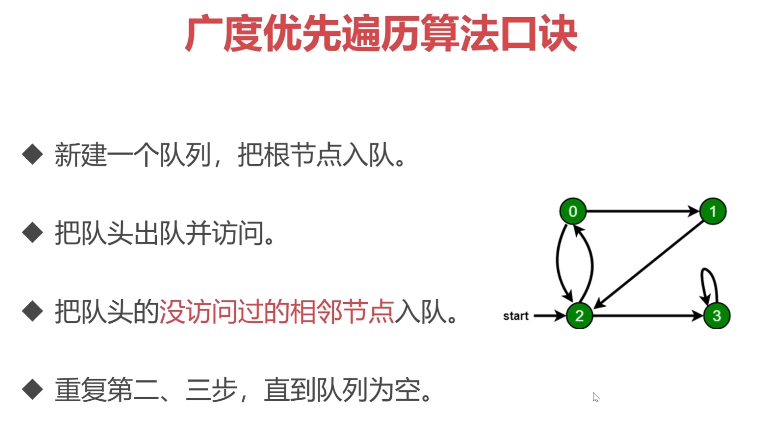 广度优先遍历算法口诀
◆ 新建一个队列，把根节点入队。
◆ 把队头出队并访问。
◆ 把队头的没访问过的相邻节点入队。
◆ 重复第二、三步，直到队列为空。
0
1
start
2
3